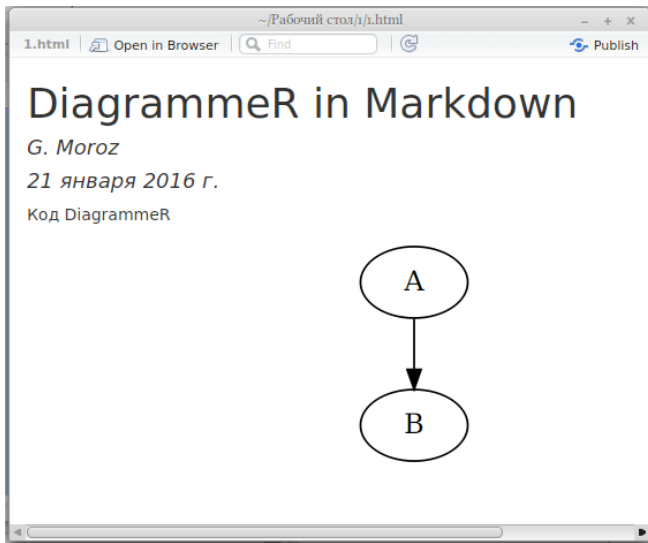 ~/Рабочий стол/1/1.html
1.html Open in Browser Find Publish
DiagrammeR in Markdown
G. Moroz
21 января 2016 г.
Код DiagrammeR
A
B